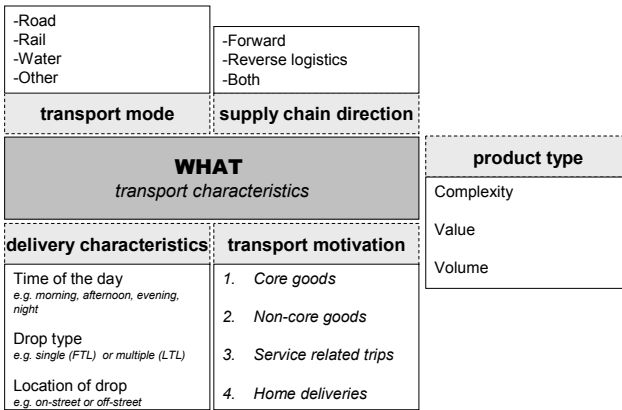 -Road
-Rail
-Water
-Other
transport mode
-Forward
-Reverse logistics
-Both
supply chain direction
WHAT
transport characteristics
product type
Complexity
Value
Volume
delivery characteristics
Time of the day
e.g. morning, afternoon, evening,
night
Drop type
e.g. single (FTL) or multiple (LTL)
Location of drop
e.g. on-street or off-street
transport motivation
1. Core goods
2. Non-core goods
3. Service related trips
4. Home deliveries